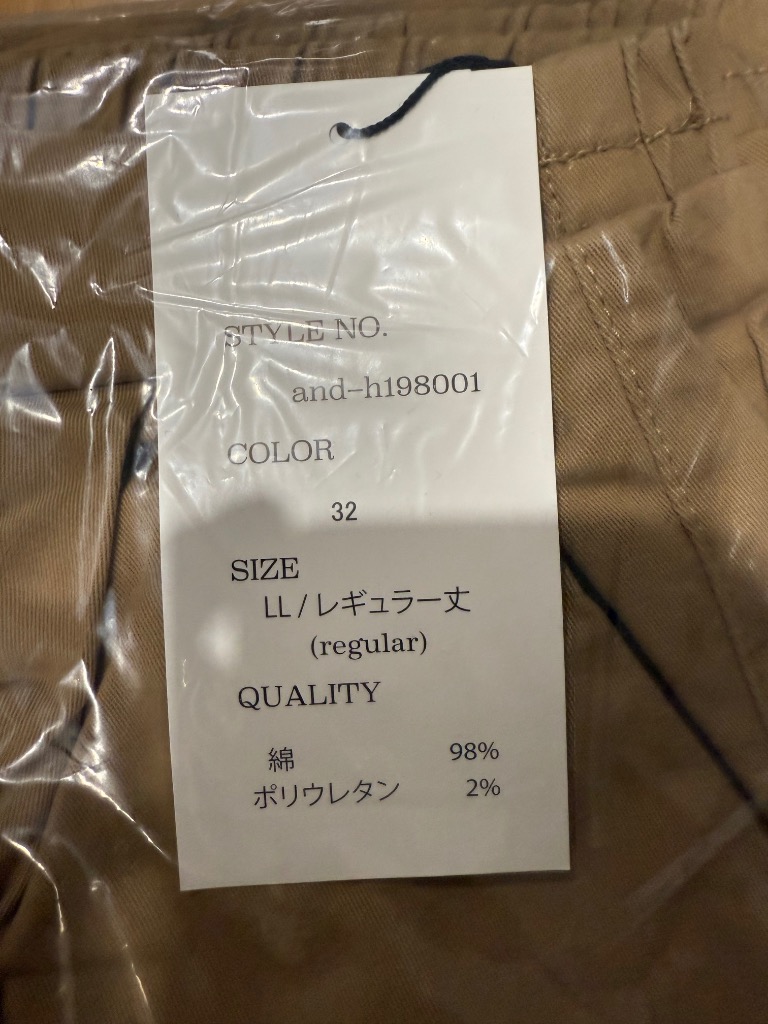 STYLE NO.
and-h198001
COLOR
32
SIZE
LL / レギュラー丈
(regular)
QUALITY
綿 98%
ポリウレタン 2%